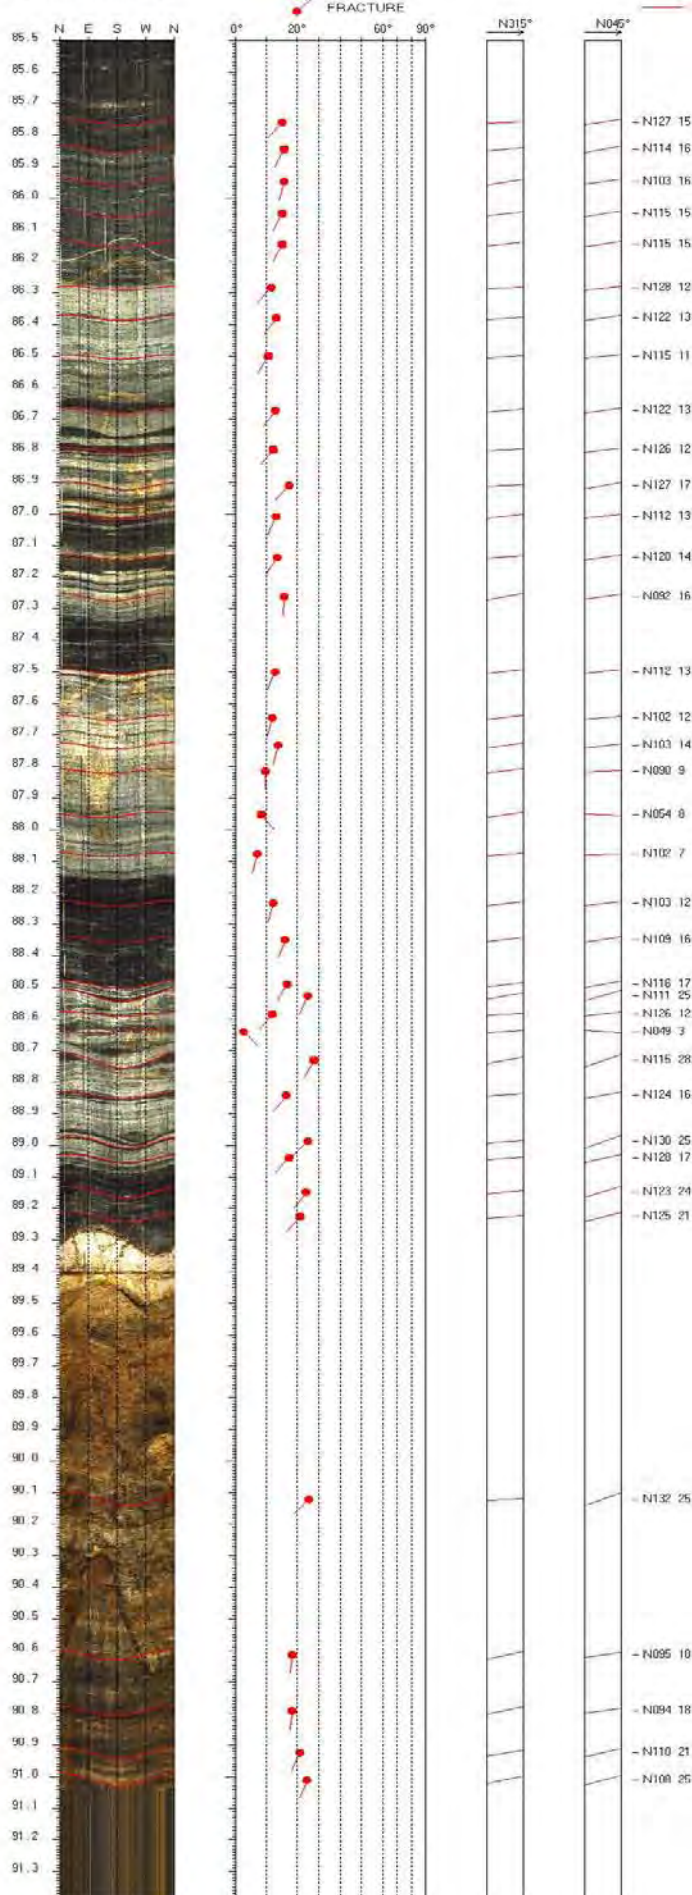 FRACTURE
N E S W N 0° 20° 60° 90° N315° N045°
85.5
85.6
85.7
85.8 N127 15
N114 16
85.9
N103 16
86.0
N115 15
86.1
N115 15
86.2
86.3 N128 12
86.4 N122 13
86.5 N115 11
86.6
86.7 N122 13
86.8 N126 12
86.9 N127 17
87.0 N112 13
87.1
N120 14
87.2
87.3 N092 16
87.4
87.5 N112 13
87.6
N102 12
87.7
N103 14
87.8 N090 9
87.9
N054 8
88.0
88.1 N102 7
88.2
N103 12
88.3
N109 16
88.4
88.5 N116 17
N111 25
88.6 N126 12
N049 3
88.7
N115 28
88.8
N124 16
88.9
89.0 N130 25
N128 17
89.1
N123 24
89.2 N125 21
89.3
89.4
89.5
89.6
89.7
89.8
89.9
90.0
90.1 N132 25
90.2
90.3
90.4
90.5
90.6 N095 18
90.7
90.8 N094 18
90.9 N110 21
91.0 N108 25
91.1
91.2
91.3